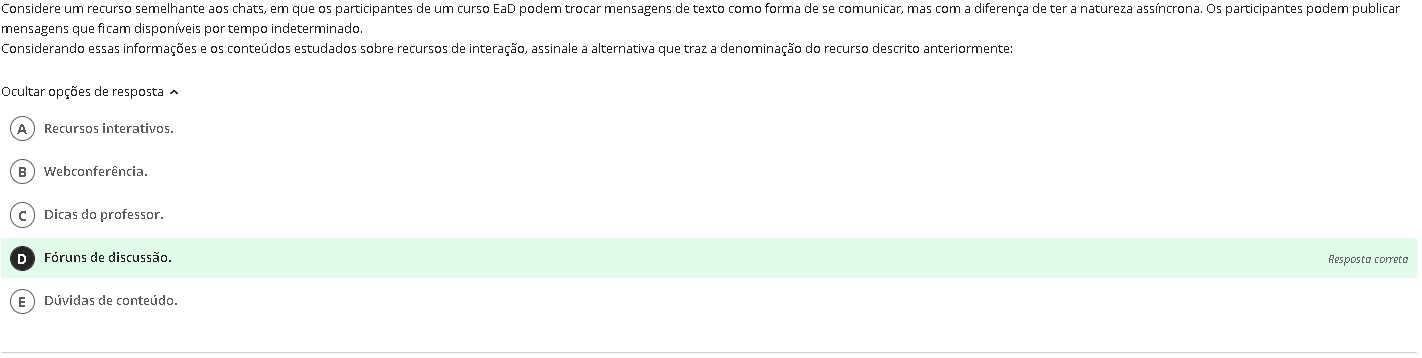 Considere um recurso semelhante aos chats, em que os participantes de um curso EaD podem trocar mensagens de texto como forma de se comunicar, mas com a diferença de ter a natureza assíncrona. Os participantes podem publicar
mensagens que ficam disponíveis por tempo indeterminado.
Considerando essas informações e os conteúdos estudados sobre recursos de interação, assinale a alternativa que traz a denominação do recurso descrito anteriormente:
Ocultar opções de resposta
A Recursos interativos.
B Webconferência.
C Dicas do professor.
D Fóruns de discussão. Resposta correta
E Dúvidas de conteúdo.